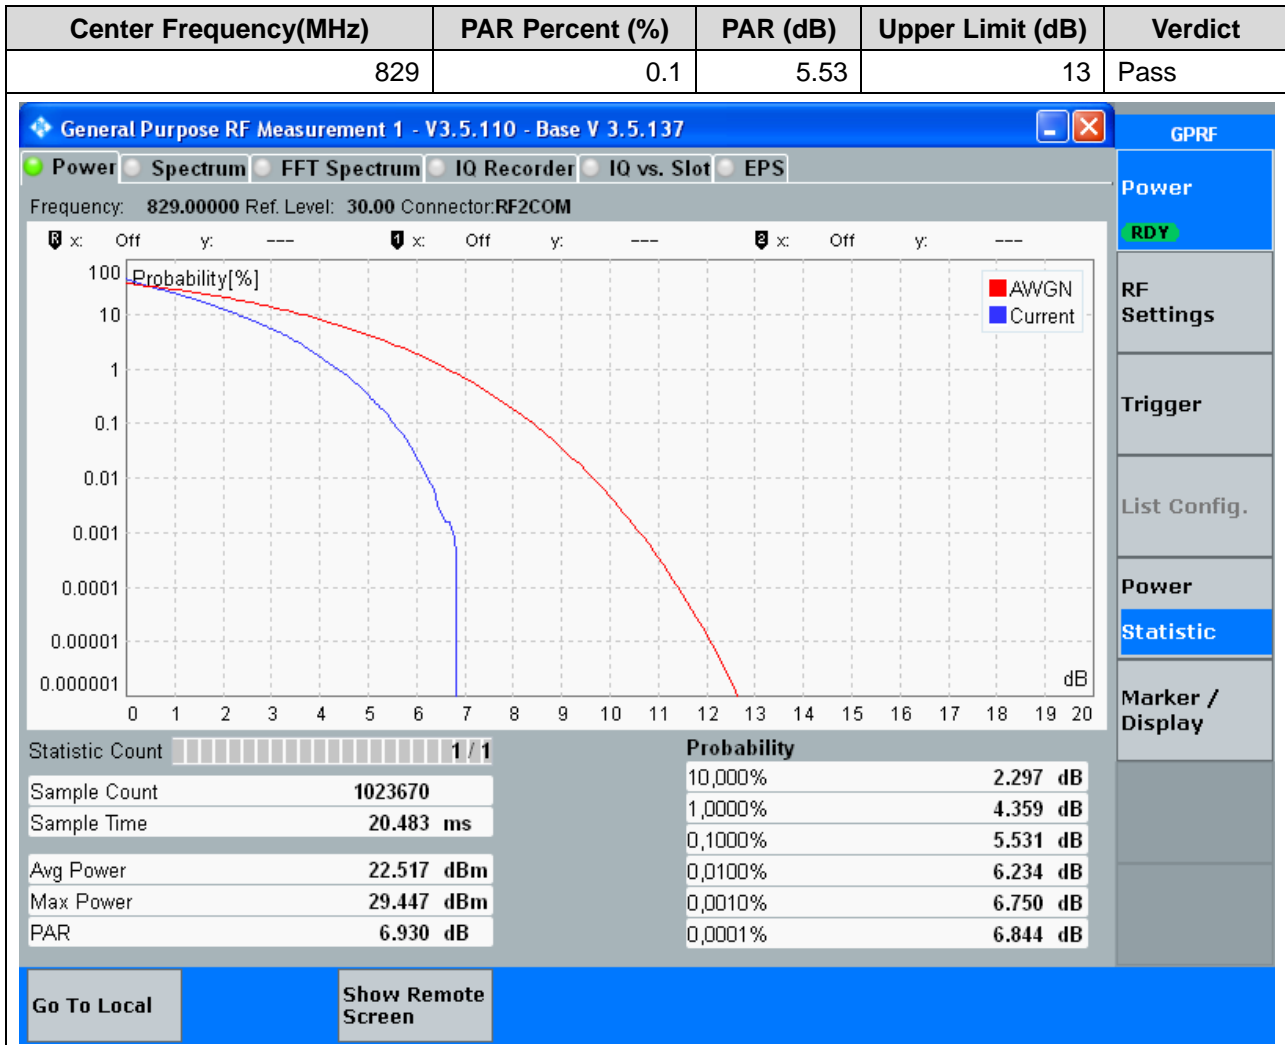 Center Frequency(MHz) PAR Percent (%) PAR (dB) Upper Limit (dB) Verdict
829 0.1 5.53 13 Pass
General Purpose RF Measurement 1 - V3.5.110 - Base V 3.5.137
GPRF
Power Spectrum FFT Spectrum IQ Recorder IQ vs. Slot EPS
Power
RDY
Frequency: 829.00000 Ref. Level: 30.00 Connector:RF2COM
R x: Off y: --- 1 x: Off y: --- 2 x: Off y: ---
100 Probability[%]
AWGN
Current
10
1
0.1
0.01
0.001
0.0001
0.00001
0.000001
dB
0 1 2 3 4 5 6 7 8 9 10 11 12 13 14 15 16 17 18 19 20
RF
Settings
Trigger
List Config.
Power
Statistic
Marker /
Display
Statistic Count 1 / 1
Sample Count 1023670
Sample Time 20.483 ms
Avg Power 22.517 dBm
Max Power 29.447 dBm
PAR 6.930 dB
Probability
10,000% 2.297 dB
1,0000% 4.359 dB
0,1000% 5.531 dB
0,0100% 6.234 dB
0,0010% 6.750 dB
0,0001% 6.844 dB
Go To Local
Show Remote
Screen